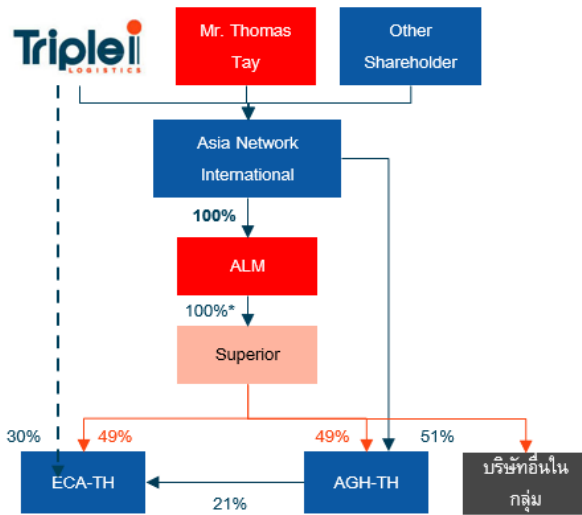 Triplei
LOGISTICS
Mr. Thomas
Tay
Other
Shareholder
Asia Network
International
100%
ALM
100%*
Superior
30%
49%
49%
51%
ECA-TH
21%
AGH-TH
บริษัทอื่นใน
กลุ่ม